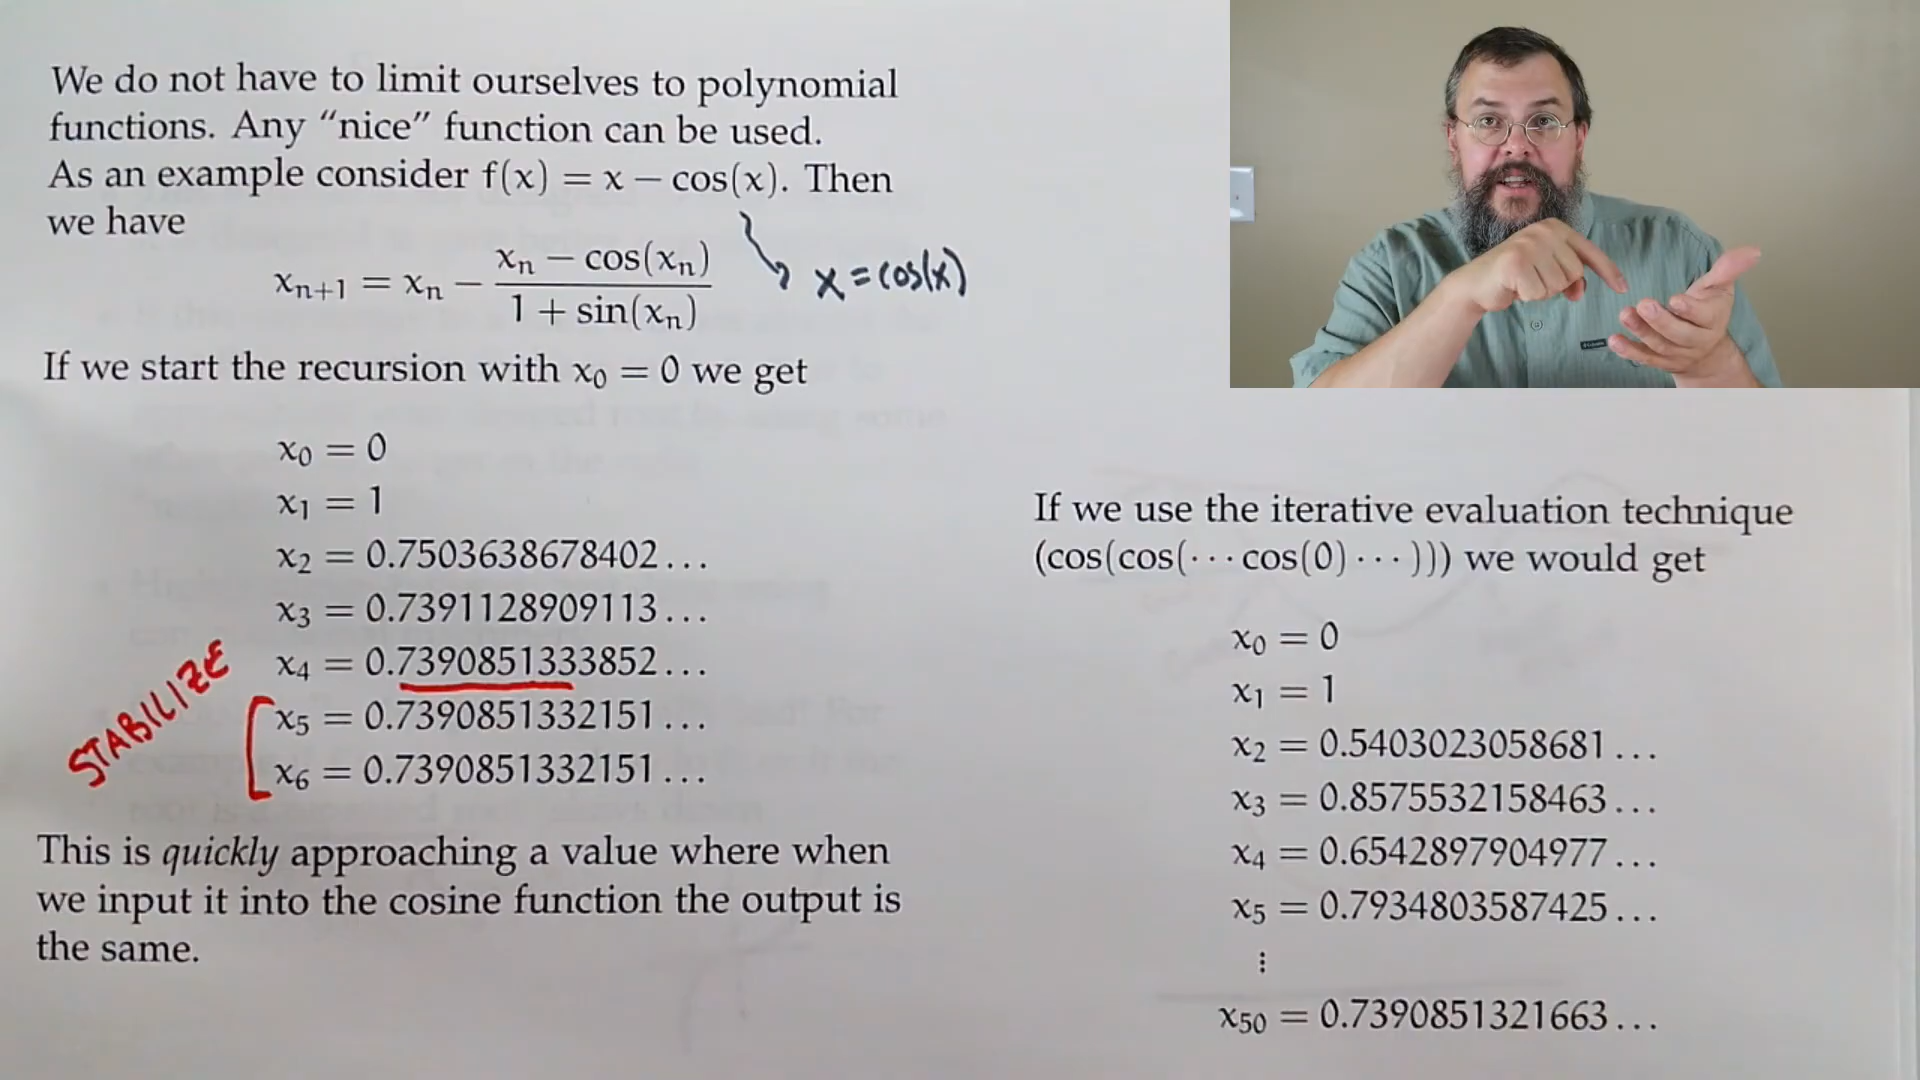 We do not have to limit ourselves to polynomial
functions. Any “nice” function can be used.
As an example consider f(x) = x − cos(x). Then
we have
xₙ₊₁ = xₙ − (xₙ − cos(xₙ)) / (1 + sin(xₙ))
x = cos(x)
If we start the recursion with x₀ = 0 we get
x₀ = 0
x₁ = 1
x₂ = 0.7503638678402...
x₃ = 0.7391128909113...
x₄ = 0.7390851333852...
x₅ = 0.7390851332151...
x₆ = 0.7390851332151...
STABILIZE
This is quickly approaching a value where when
we input it into the cosine function the output is
the same.
If we use the iterative evaluation technique
(cos(cos(···cos(0)···))) we would get
x₀ = 0
x₁ = 1
x₂ = 0.5403023058681...
x₃ = 0.8575532158463...
x₄ = 0.6542897904977...
x₅ = 0.7934803587425...
⋮
x₅₀ = 0.7390851321663...